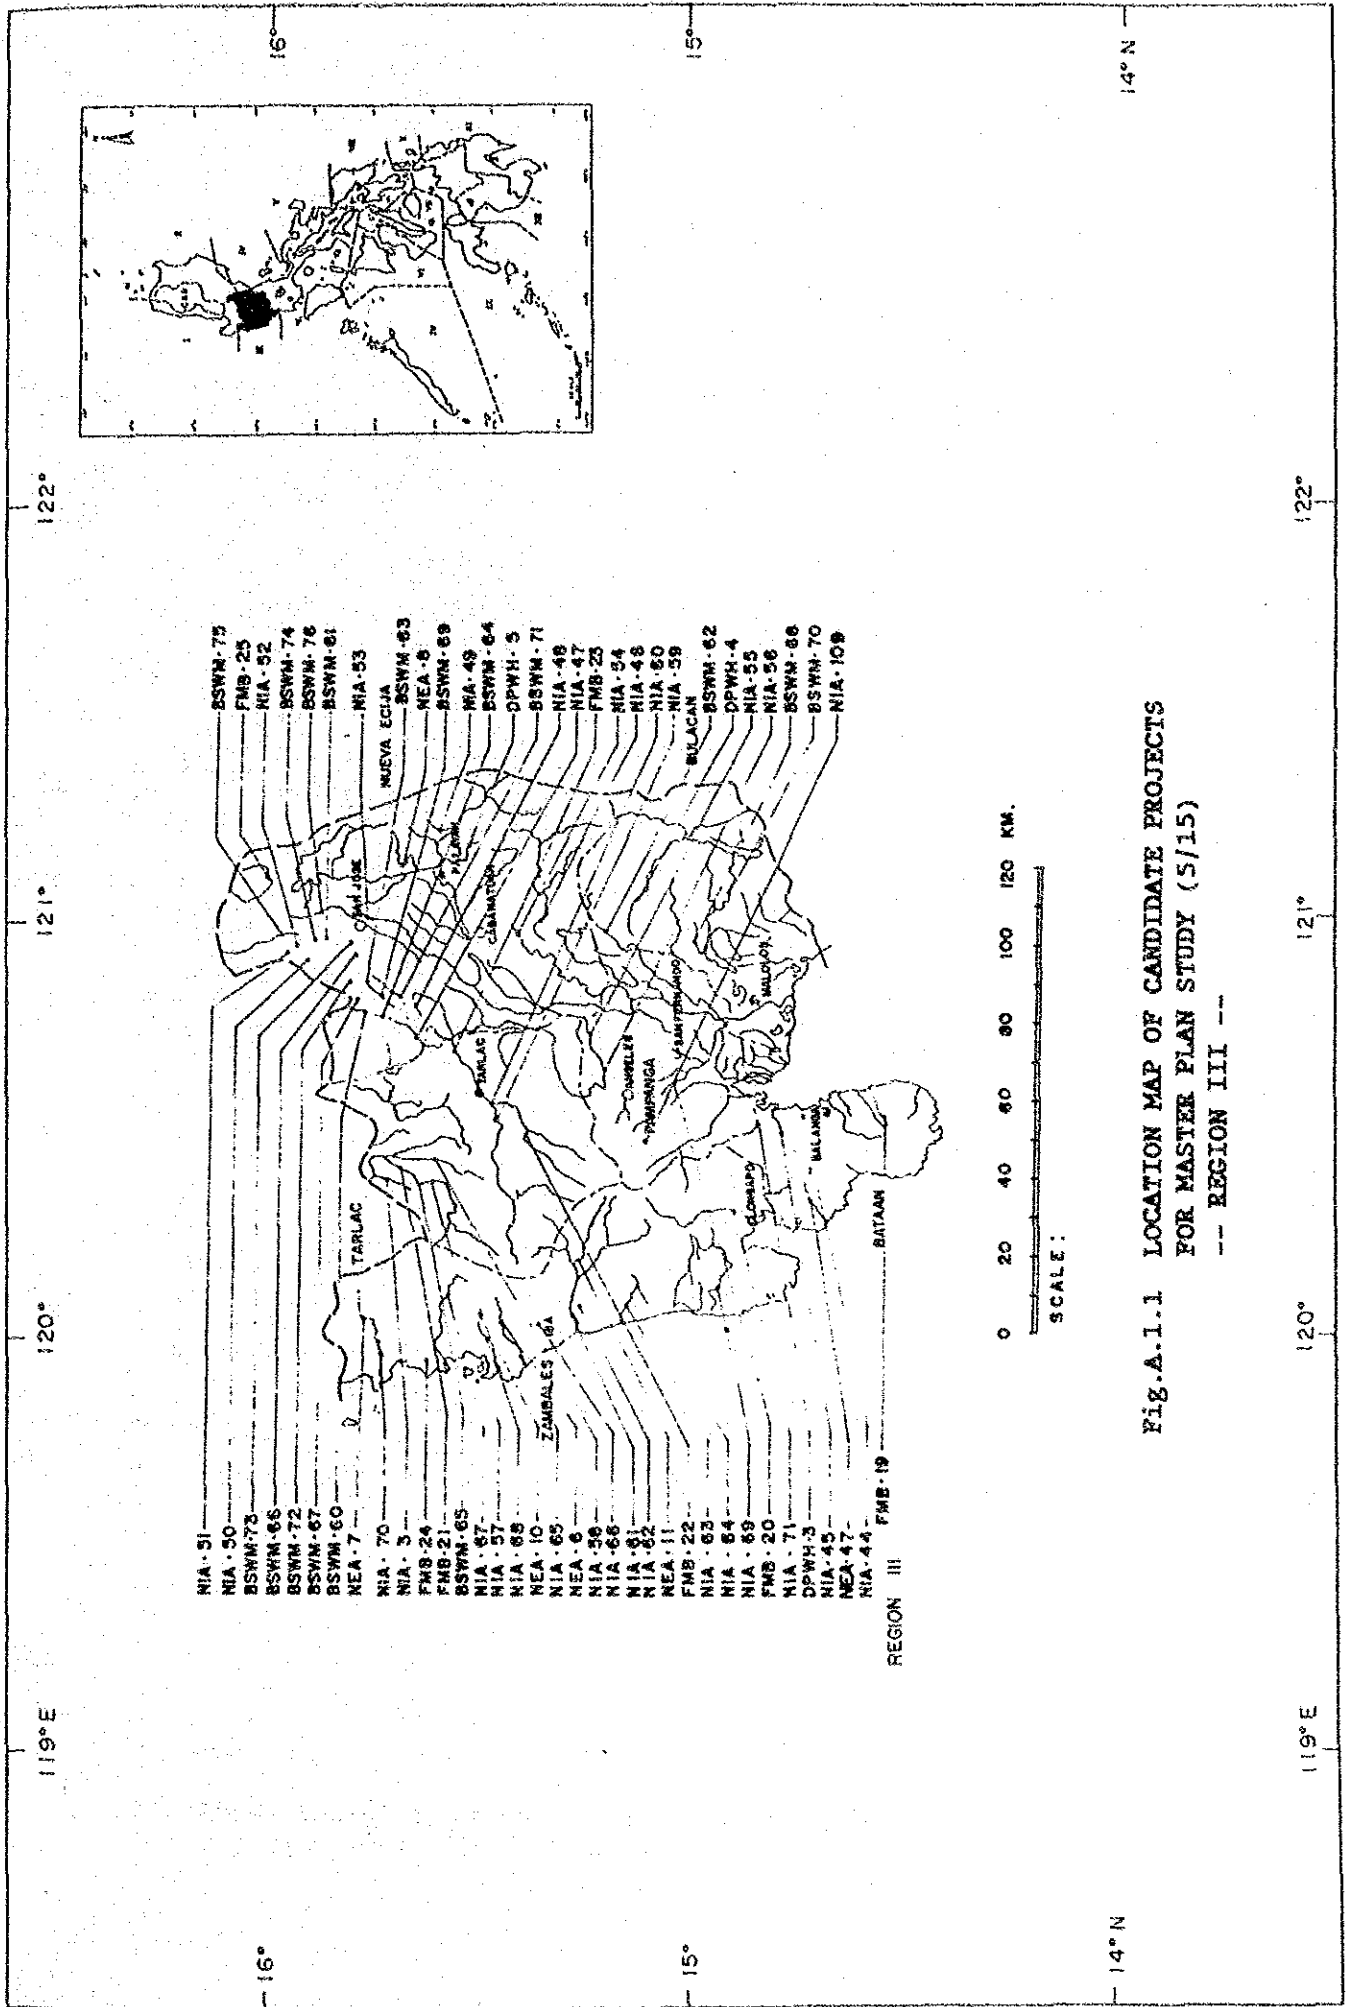 119°E
120°
121°
122°
16°
15°
14° N
16°
15°
14° N
119°E
120°
121°
122°
NIA-51
NIA-50
BSWM-73
BSWM-66
BSWM-72
BSWM-67
BSWM-60
NEA-7
NIA-70
NIA-3
FMB-24
FMB-21
BSWM-65
NIA-67
NIA-57
NIA-68
NEA-10
NIA-65
NEA-6
NIA-58
NIA-66
NIA-61
NIA-62
NEA-11
FMB-22
NIA-63
NIA-64
NIA-69
FMB-20
NIA-71
DPWH-3
NIA-45
NEA-47
NIA-44
FMB-19
REGION III
BSWM-75
FMB-25
NIA-52
BSWM-74
BSWM-76
BSWM-61
NIA-53
NUEVA ECIJA
BSWM-63
NEA-8
BSWM-69
NIA-49
BSWM-64
DPWH-5
BSWM-71
NIA-48
NIA-47
FMB-23
NIA-54
NIA-46
NIA-60
NIA-59
BULACAN
BSWM-62
DPWH-4
NIA-55
NIA-56
BSWM-68
BSWM-70
NIA-109
TARLAC
ZAMBALES
IBA
SAN JOSE
PALAYAN
CABANATUAN
TARLAC
ANGELES
PAMPANGA
SAN FERNANDO
MALOLOS
OLONGAPO
BALANGA
BATAAN
0 20 40 60 80 100 120 KM.
SCALE:
Fig.A.1.1 LOCATION MAP OF CANDIDATE PROJECTS
FOR MASTER PLAN STUDY (5/15)
-- REGION III --